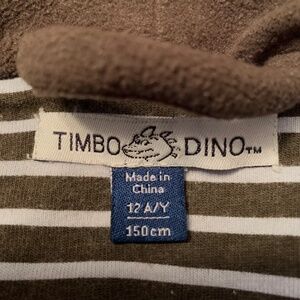 TIMBO DINO™
Made in
China
12 A/Y
150cm